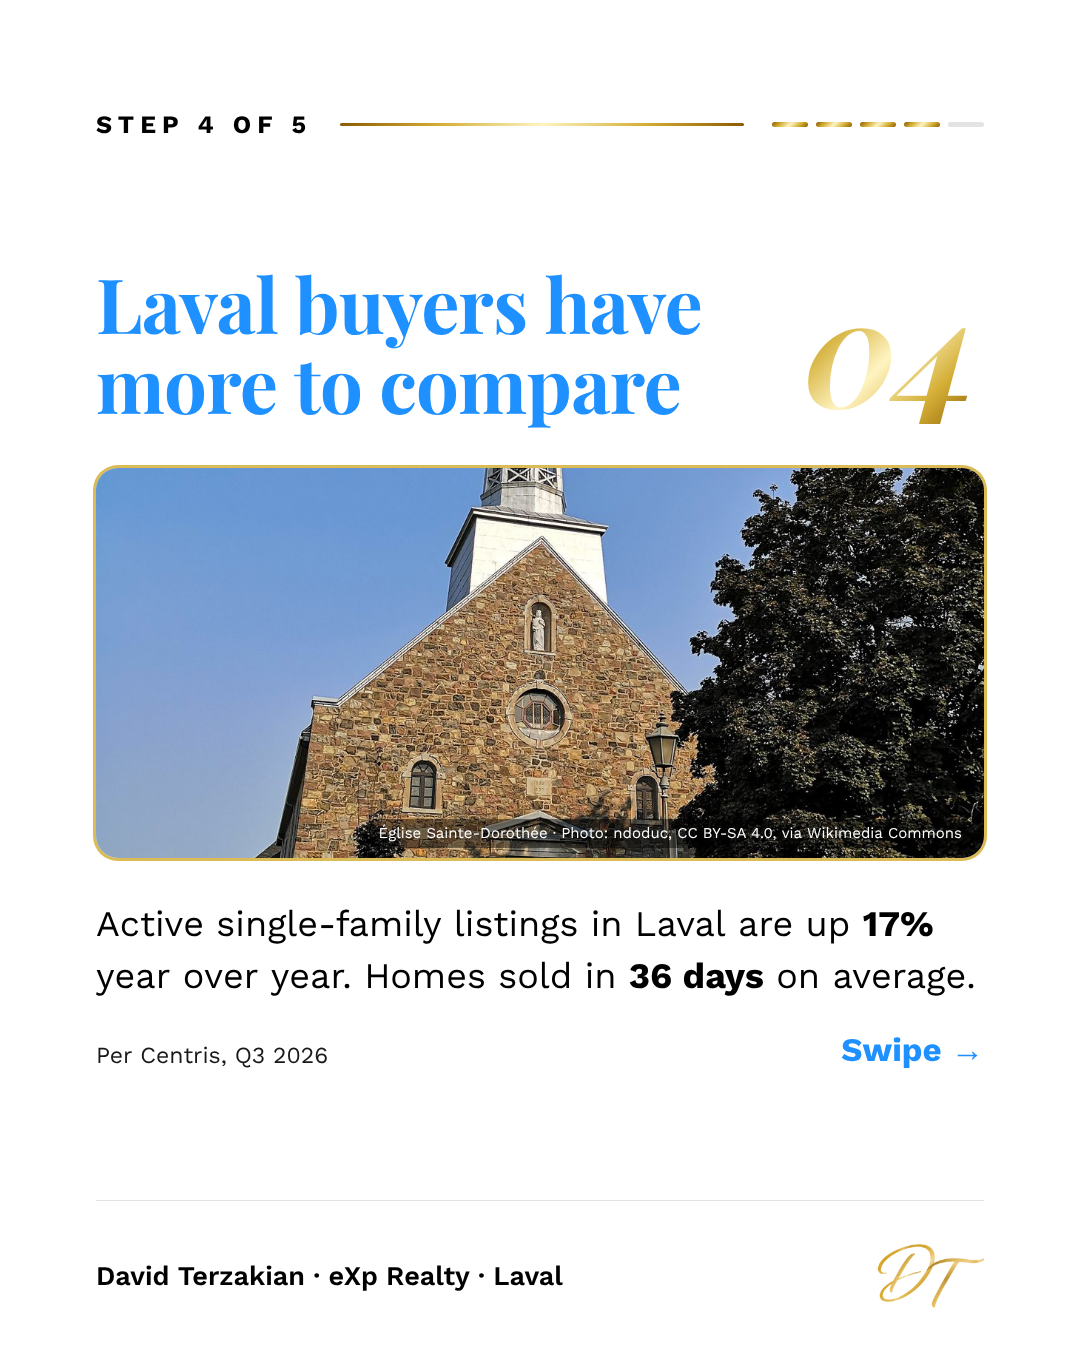 STEP 4 OF 5
Laval buyers have
more to compare
04
Église Sainte-Dorothée · Photo: ndoduc, CC BY-SA 4.0, via Wikimedia Commons
Active single-family listings in Laval are up 17%
year over year. Homes sold in 36 days on average.
Per Centris, Q3 2026
Swipe →
David Terzakian · eXp Realty · Laval
DT